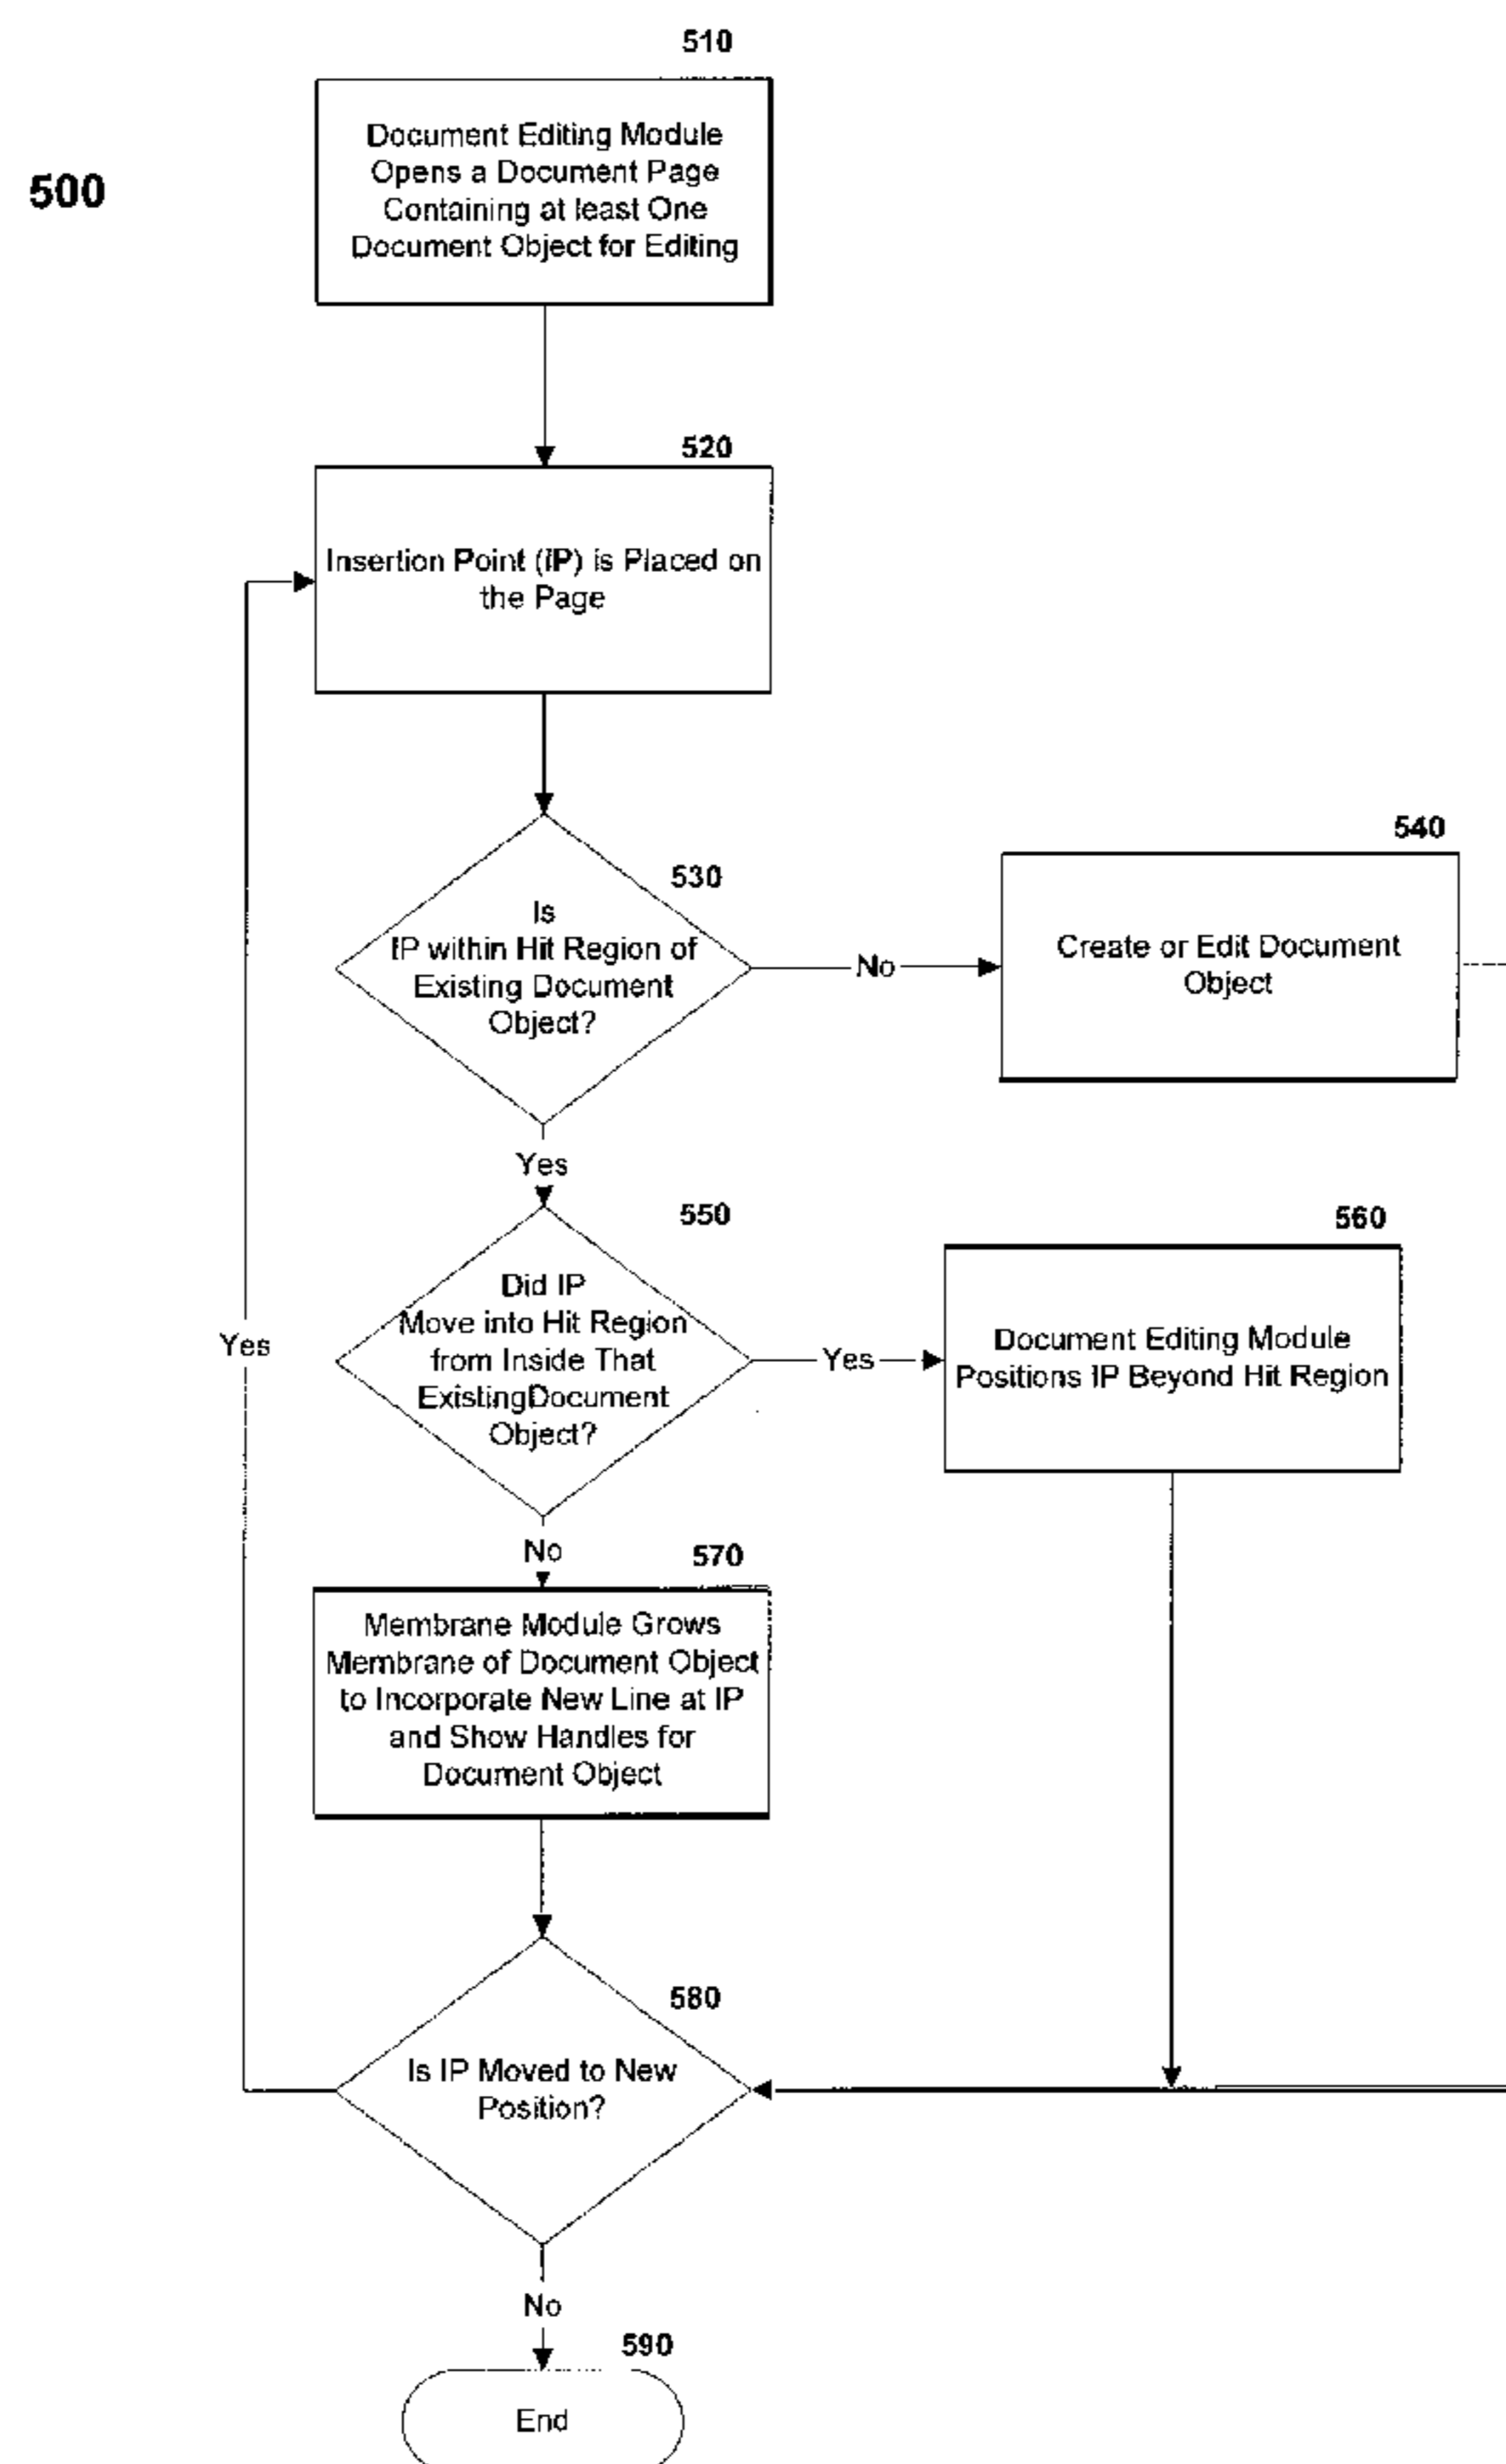 510
500
Document Editing Module
Opens a Document Page
Containing at least One
Document Object for Editing
520
Insertion Point (IP) is Placed on
the Page
530
Is
IP within Hit Region of
Existing Document
Object?
No
540
Create or Edit Document
Object
Yes
550
Did IP
Move into Hit Region
from Inside That
ExistingDocument
Object?
Yes
560
Document Editing Module
Positions IP Beyond Hit Region
Yes
No
570
Membrane Module Grows
Membrane of Document Object
to Incorporate New Line at IP
and Show Handles for
Document Object
580
Is IP Moved to New
Position?
No
590
End